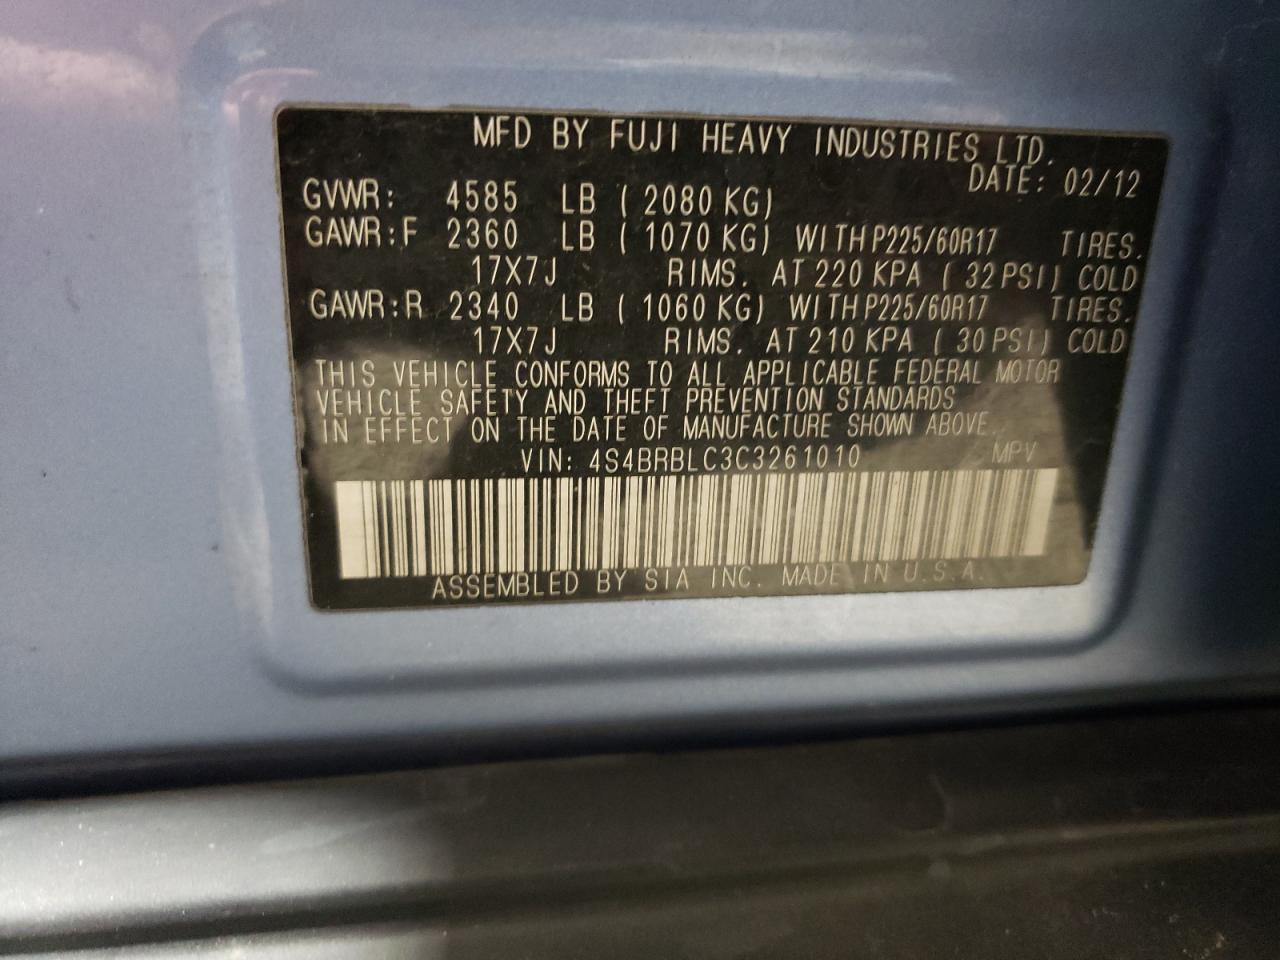 MFD BY FUJI HEAVY INDUSTRIES LTD.
DATE: 02/12
GVWR: 4585 LB ( 2080 KG)
GAWR:F 2360 LB ( 1070 KG) WITH P225/60R17 TIRES.
17X7J RIMS. AT 220 KPA ( 32 PSI) COLD
GAWR:R 2340 LB ( 1060 KG) WITH P225/60R17 TIRES.
17X7J RIMS. AT 210 KPA ( 30 PSI) COLD
THIS VEHICLE CONFORMS TO ALL APPLICABLE FEDERAL MOTOR
VEHICLE SAFETY AND THEFT PREVENTION STANDARDS
IN EFFECT ON THE DATE OF MANUFACTURE SHOWN ABOVE.
VIN: 4S4BRBLC3C3261010 MPV
ASSEMBLED BY SIA INC. MADE IN U.S.A.